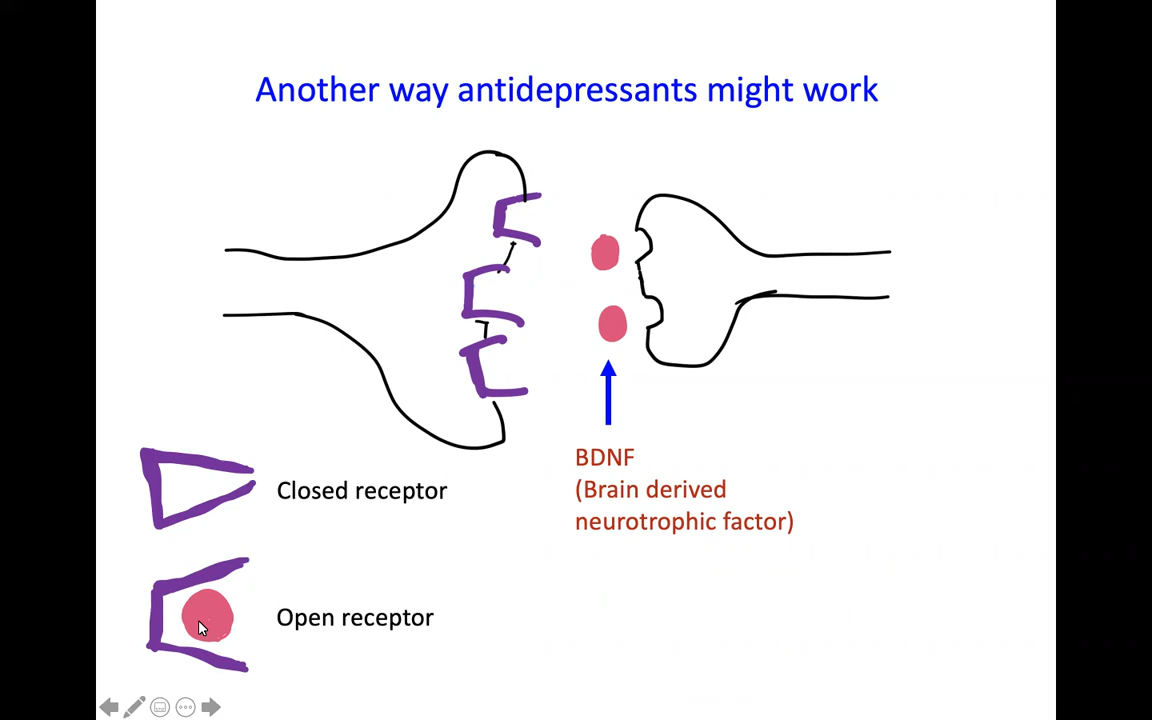 Another way antidepressants might work
BDNF
(Brain derived
neurotrophic factor)
Closed receptor
Open receptor